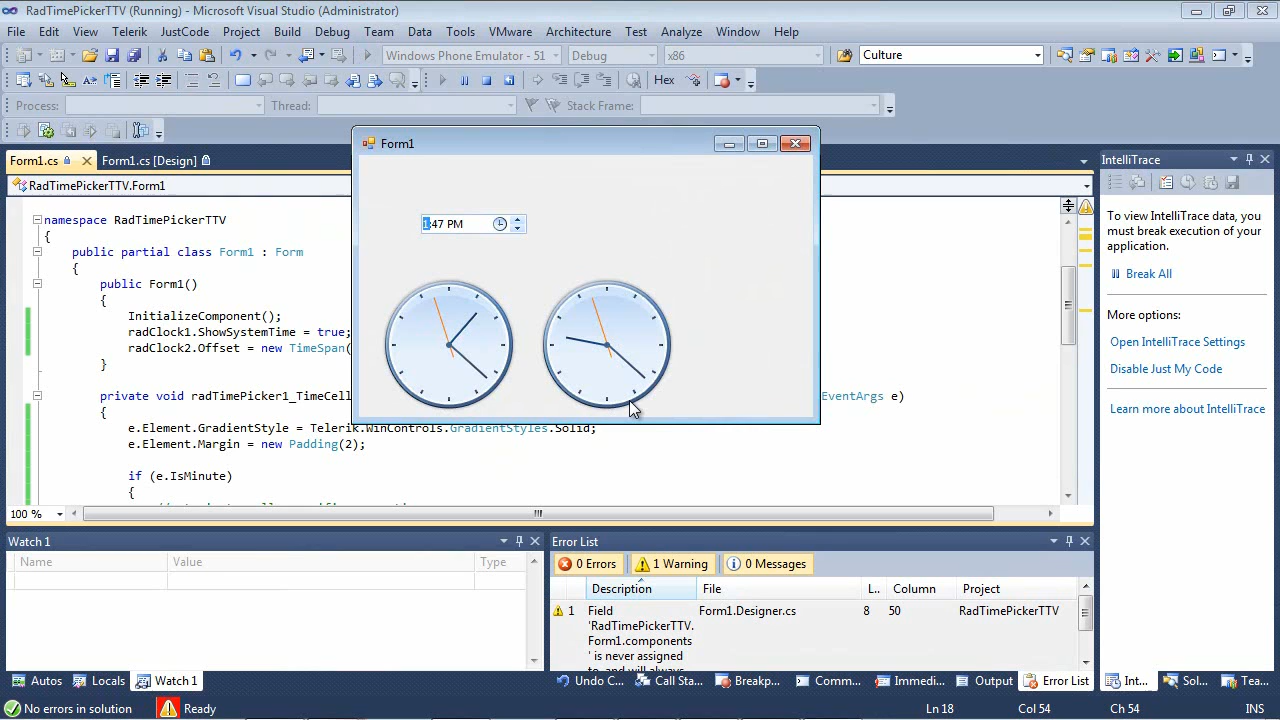 RadTimePickerTTV (Running) - Microsoft Visual Studio (Administrator)
File Edit View Telerik JustCode Project Build Debug Team Data Tools VMware Architecture Test Analyze Window Help
Windows Phone Emulator - 51 Debug x86 Culture
Hex
Process: Thread: Stack Frame:
Form1.cs Form1.cs [Design]
RadTimePickerTTV.Form1
namespace RadTimePickerTTV
{
public partial class Form1 : Form
{
public Form1()
{
InitializeComponent();
radClock1.ShowSystemTime = true;
radClock2.Offset = new TimeSpan(
}
private void radTimePicker1_TimeCell
EventArgs e)
{
e.Element.GradientStyle = Telerik.WinControls.GradientStyles.Solid;
e.Element.Margin = new Padding(2);
if (e.IsMinute)
{
100 %
Form1
1:47 PM
IntelliTrace
To view IntelliTrace data, you
must break execution of your
application.
Break All
More options:
Open IntelliTrace Settings
Disable Just My Code
Learn more about IntelliTrace
Watch 1
Name Value Type
Autos Locals Watch 1
Error List
0 Errors 1 Warning 0 Messages
Description File L.. Column Project
1 Field Form1.Designer.cs 8 50 RadTimePickerTTV
'RadTimePickerTTV.
Form1.components
' is never assigned
to, and will always
Undo C... Call Sta... Breakp... Comm... Immedi... Output Error List
Int... Sol... Tea...
No errors in solution Ready Ln 18 Col 54 Ch 54 INS